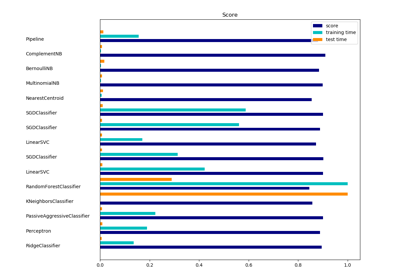 Score
score
training time
test time
Pipeline
ComplementNB
BernoulliNB
MultinomialNB
NearestCentroid
SGDClassifier
SGDClassifier
LinearSVC
SGDClassifier
LinearSVC
RandomForestClassifier
KNeighborsClassifier
PassiveAggressiveClassifier
Perceptron
RidgeClassifier
0.0 0.2 0.4 0.6 0.8 1.0